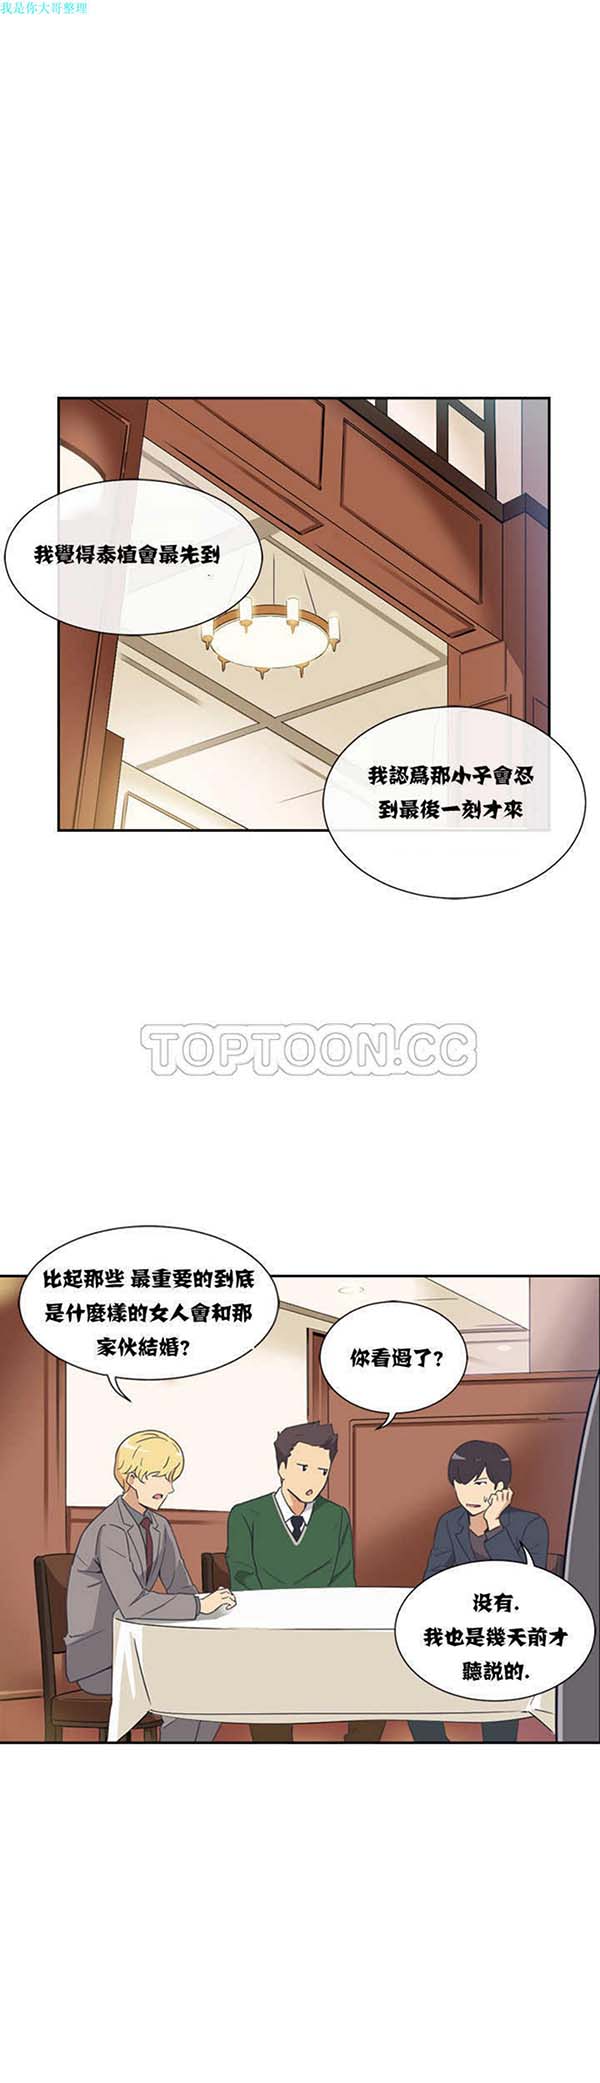 我是你大哥整理
我覺得泰植會最先到
我認爲那小子會忍
到最後一刻才來
TOPTOON.CC
比起那些 最重要的到底
是什麼樣的女人會和那
家伙結婚?
你看過了?
没有.
我也是幾天前才
聽説的.